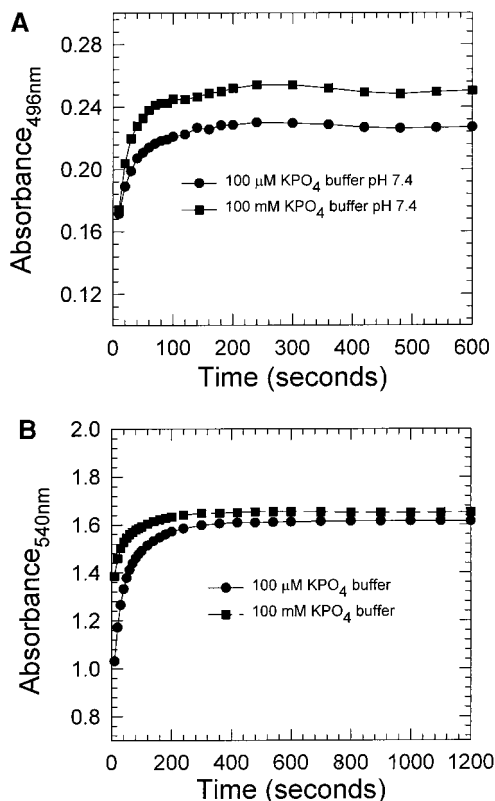 A
0.28
0.24
0.20
0.16
0.12
Absorbance496nm
100 µM KPO4 buffer pH 7.4
100 mM KPO4 buffer pH 7.4
0 100 200 300 400 500 600
Time (seconds)
B
2.0
1.8
1.6
1.4
1.2
1.0
0.8
Absorbance540nm
100 µM KPO4 buffer
100 mM KPO4 buffer
0 200 400 600 800 1000 1200
Time (seconds)